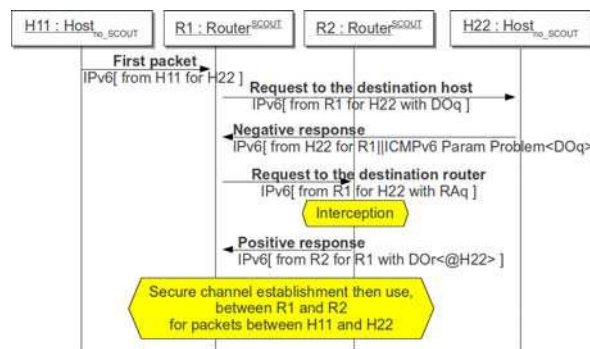 H11 : Host no_SCOUT
R1 : Router SCOUT
R2 : Router SCOUT
H22 : Host no_SCOUT
First packet
IPv6[ from H11 for H22 ]
Request to the destination host
IPv6[ from R1 for H22 with DOq ]
Negative response
IPv6[ from H22 for R1||ICMPv6 Param Problem<DOq>
Request to the destination router
IPv6[ from R1 for H22 with RAq ]
Interception
Positive response
IPv6[ from R2 for R1 with DOr<@H22> ]
Secure channel establishment then use,
between R1 and R2
for packets between H11 and H22